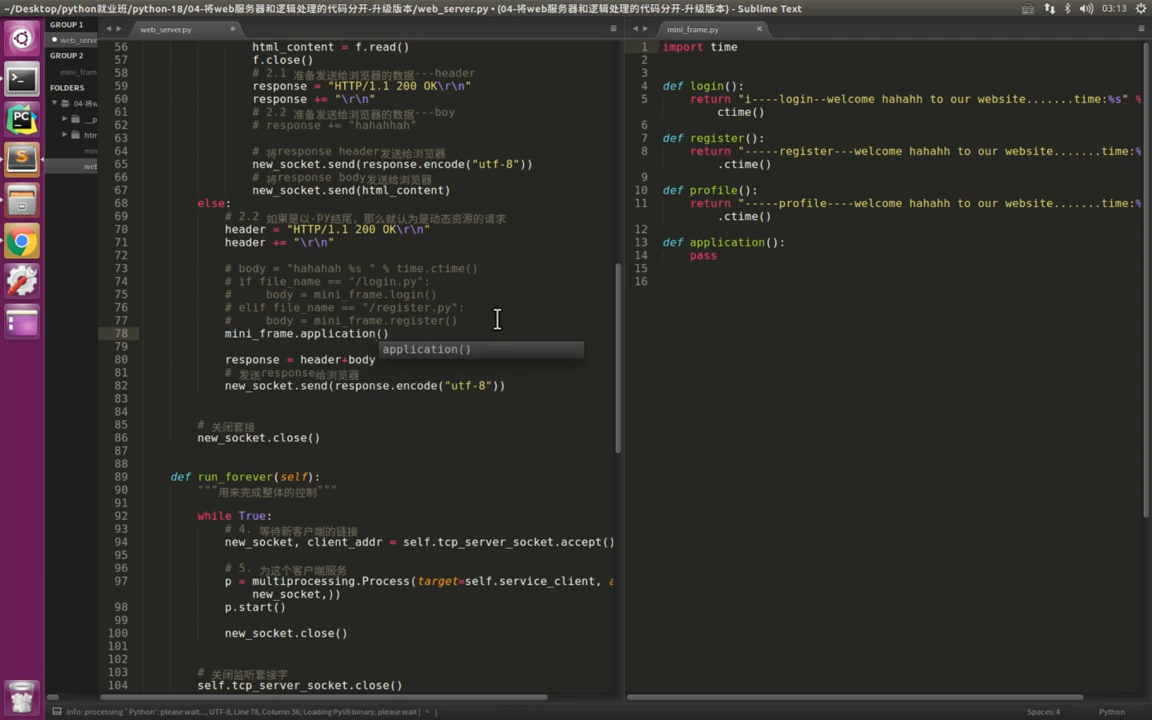 ~/Desktop/python就业班/python-18/04-将web服务器和逻辑处理的代码分开-升级版本/web_server.py • (04-将web服务器和逻辑处理的代码分开-升级版本) - Sublime Text
03:13
GROUP 1
web_serve
GROUP 2
mini_fram
FOLDERS
04-将w
__p
htm
min
web
web_server.py
56 html_content = f.read()
57 f.close()
58 # 2.1 准备发送给浏览器的数据---header
59 response = "HTTP/1.1 200 OK\r\n"
60 response += "\r\n"
61 # 2.2 准备发送给浏览器的数据---boy
62 # response += "hahahhah"
63
64 # 将response header发送给浏览器
65 new_socket.send(response.encode("utf-8"))
66 # 将response body发送给浏览器
67 new_socket.send(html_content)
68 else:
69 # 2.2 如果是以.py结尾，那么就认为是动态资源的请求
70 header = "HTTP/1.1 200 OK\r\n"
71 header += "\r\n"
72
73 # body = "hahahah %s " % time.ctime()
74 # if file_name == "/login.py":
75 #     body = mini_frame.login()
76 # elif file_name == "/register.py":
77 #     body = mini_frame.register()
78 mini_frame.application()
application()
79
80 response = header+body
81 # 发送response给浏览器
82 new_socket.send(response.encode("utf-8"))
83
84
85 # 关闭套接
86 new_socket.close()
87
88
89 def run_forever(self):
90 """用来完成整体的控制"""
91
92 while True:
93 # 4. 等待新客户端的链接
94 new_socket, client_addr = self.tcp_server_socket.accept()
95
96 # 5. 为这个客户端服务
97 p = multiprocessing.Process(target=self.service_client,
new_socket,))
98 p.start()
99
100 new_socket.close()
101
102
103 # 关闭监听套接字
104 self.tcp_server_socket.close()
mini_frame.py
1 import time
2
3
4 def login():
5 return "i----login--welcome hahahh to our website.......time:%s" %
ctime()
6
7 def register():
8 return "-----register---welcome hahahh to our website.......time:%
.ctime()
9
10 def profile():
11 return "-----profile----welcome hahahh to our website.......time:%
.ctime()
12
13 def application():
14 pass
15
16
Info: processing `Python': please wait..., UTF-8, Line 78, Column 36; Loading PyV8 binary, please wait[ = ]
Spaces: 4
Python